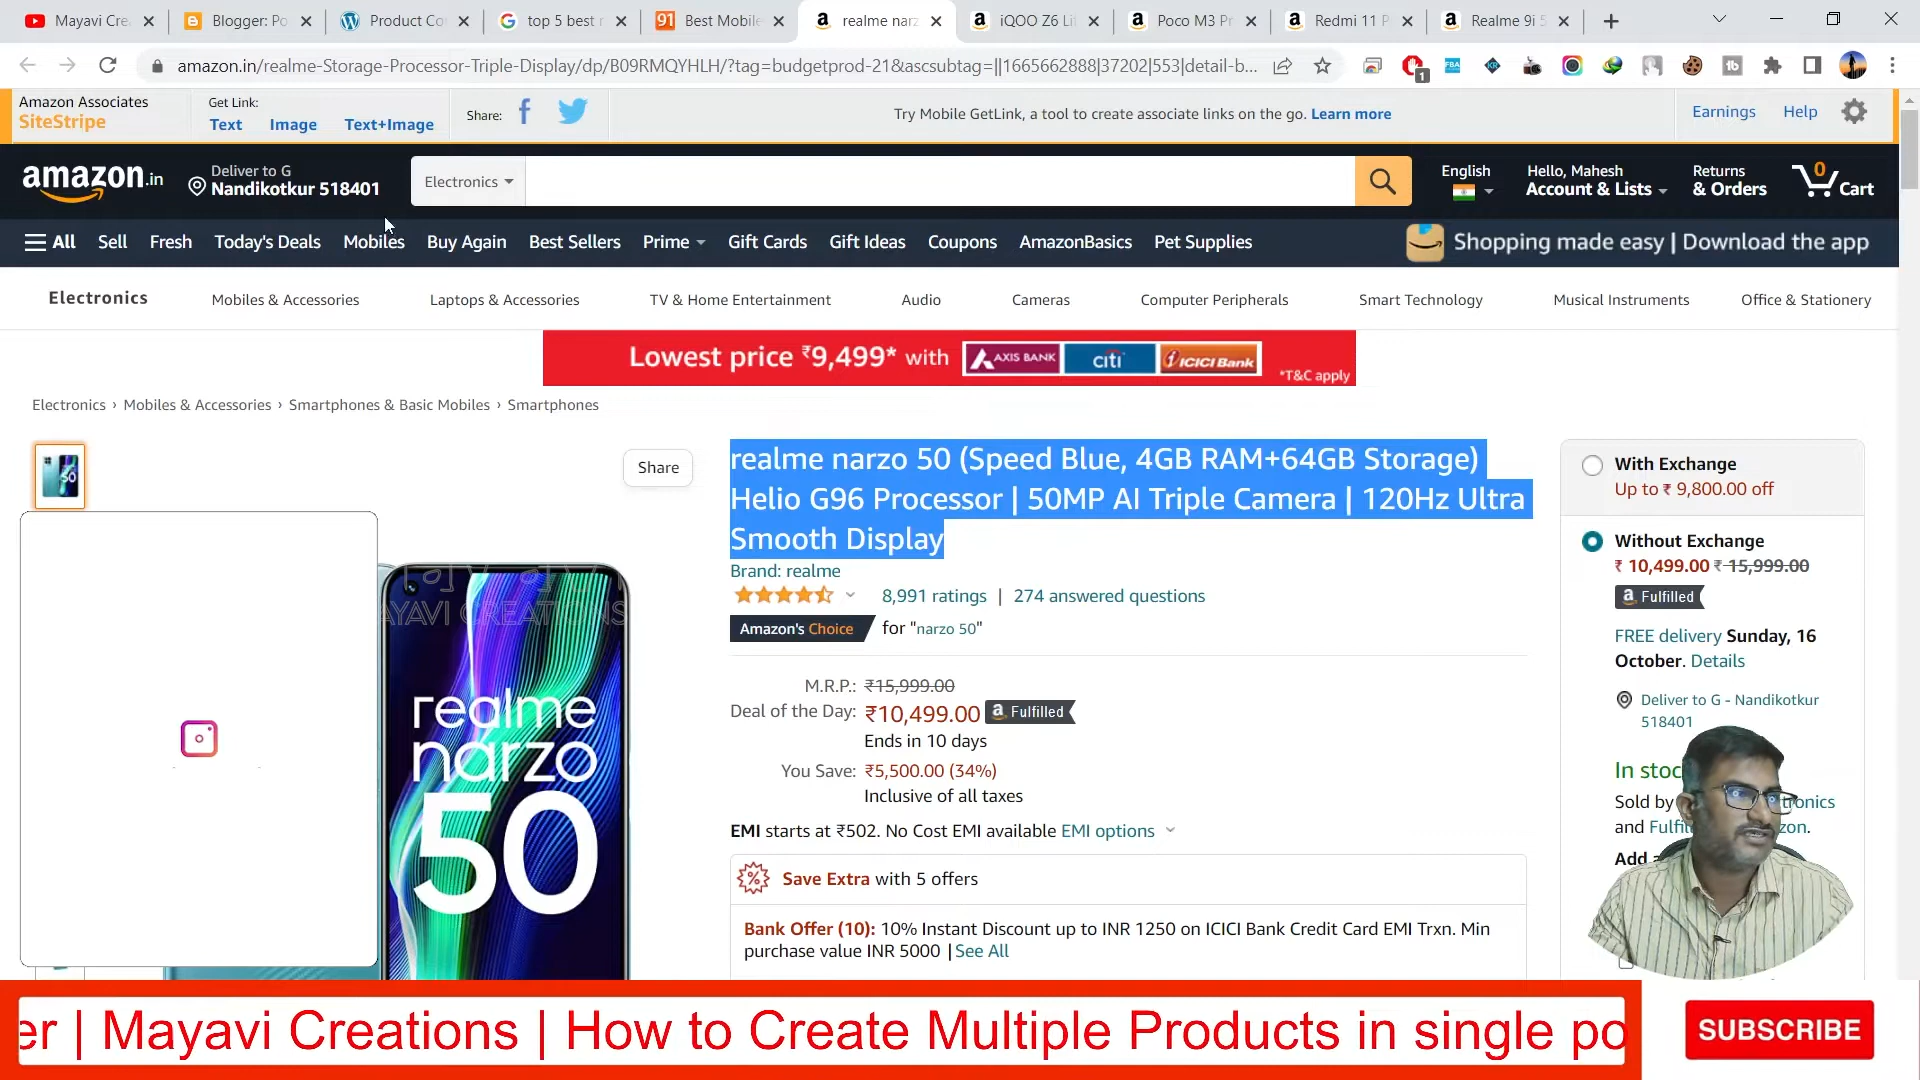 Mayavi Cre
Blogger: Po
Product Co
top 5 best
Best Mobile
realme narz
iQOO Z6 Li
Poco M3 Pr
Redmi 11 P
Realme 9i 5
amazon.in/realme-Storage-Processor-Triple-Display/dp/B09RMQYHLH/?tag=budgetprod-21&ascsubtag=||1665662888|37202|553|detail-b...
Amazon Associates
SiteStripe
Get Link:
Text Image Text+Image
Share:
Try Mobile GetLink, a tool to create associate links on the go. Learn more
Earnings Help
amazon.in
Deliver to G
Nandikotkur 518401
Electronics
English
Hello, Mahesh
Account & Lists
Returns
& Orders
0
Cart
All Sell Fresh Today's Deals Mobiles Buy Again Best Sellers Prime Gift Cards Gift Ideas Coupons AmazonBasics Pet Supplies
Shopping made easy | Download the app
Electronics Mobiles & Accessories Laptops & Accessories TV & Home Entertainment Audio Cameras Computer Peripherals Smart Technology Musical Instruments Office & Stationery
Lowest price ₹9,499* with AXIS BANK citi ICICI Bank *T&C apply
Electronics › Mobiles & Accessories › Smartphones & Basic Mobiles › Smartphones
Share
realme narzo 50 (Speed Blue, 4GB RAM+64GB Storage)
Helio G96 Processor | 50MP AI Triple Camera | 120Hz Ultra
Smooth Display
Brand: realme
8,991 ratings | 274 answered questions
Amazon's Choice for "narzo 50"
M.R.P.: ₹15,999.00
Deal of the Day: ₹10,499.00 Fulfilled
Ends in 10 days
You Save: ₹5,500.00 (34%)
Inclusive of all taxes
EMI starts at ₹502. No Cost EMI available EMI options
Save Extra with 5 offers
Bank Offer (10): 10% Instant Discount up to INR 1250 on ICICI Bank Credit Card EMI Trxn. Min
purchase value INR 5000 | See All
With Exchange
Up to ₹ 9,800.00 off
Without Exchange
₹ 10,499.00 ₹ 15,999.00
Fulfilled
FREE delivery Sunday, 16
October. Details
Deliver to G - Nandikotkur
518401
In stoc
Sold by tronics
and Fulfi zon.
Add a
AYAVI CREATIONS
realme
narzo
50
er | Mayavi Creations | How to Create Multiple Products in single po
SUBSCRIBE